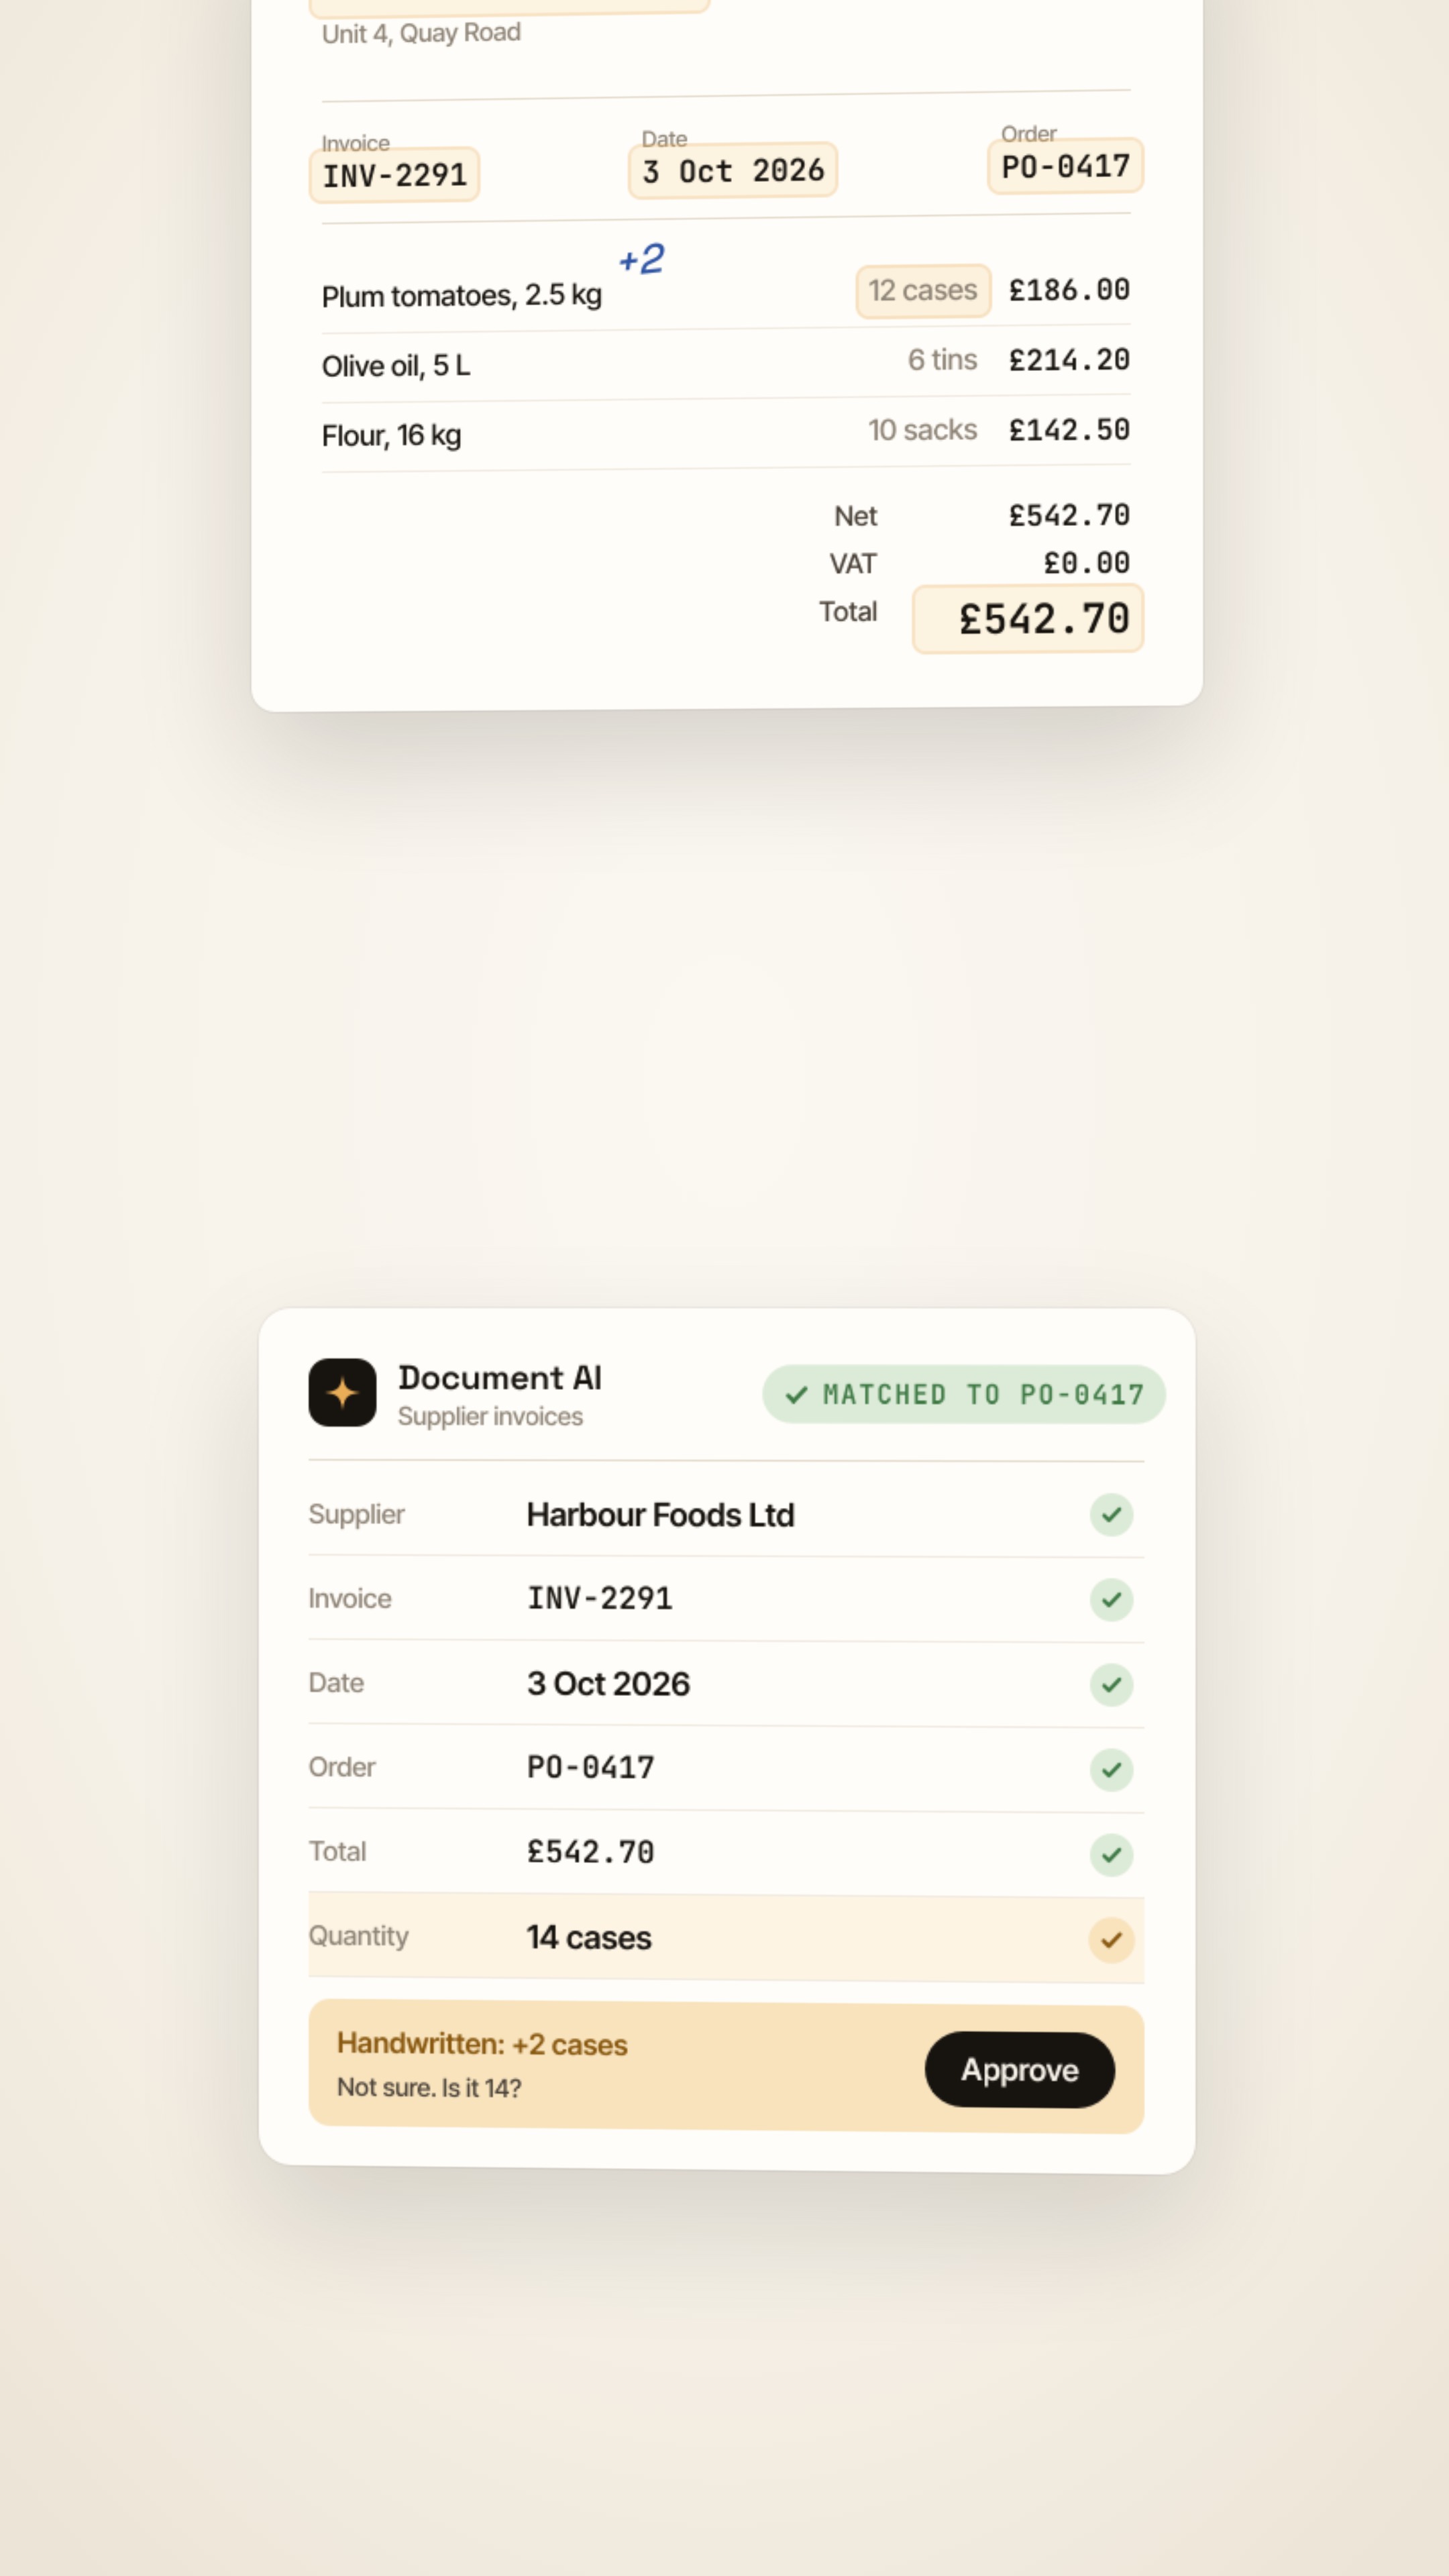 Unit 4, Quay Road
Invoice Date Order
INV-2291 3 Oct 2026 PO-0417
+2
Plum tomatoes, 2.5 kg 12 cases £186.00
Olive oil, 5 L 6 tins £214.20
Flour, 16 kg 10 sacks £142.50
Net £542.70
VAT £0.00
Total £542.70
Document AI
Supplier invoices
MATCHED TO PO-0417
Supplier Harbour Foods Ltd
Invoice INV-2291
Date 3 Oct 2026
Order PO-0417
Total £542.70
Quantity 14 cases
Handwritten: +2 cases
Not sure. Is it 14?
Approve